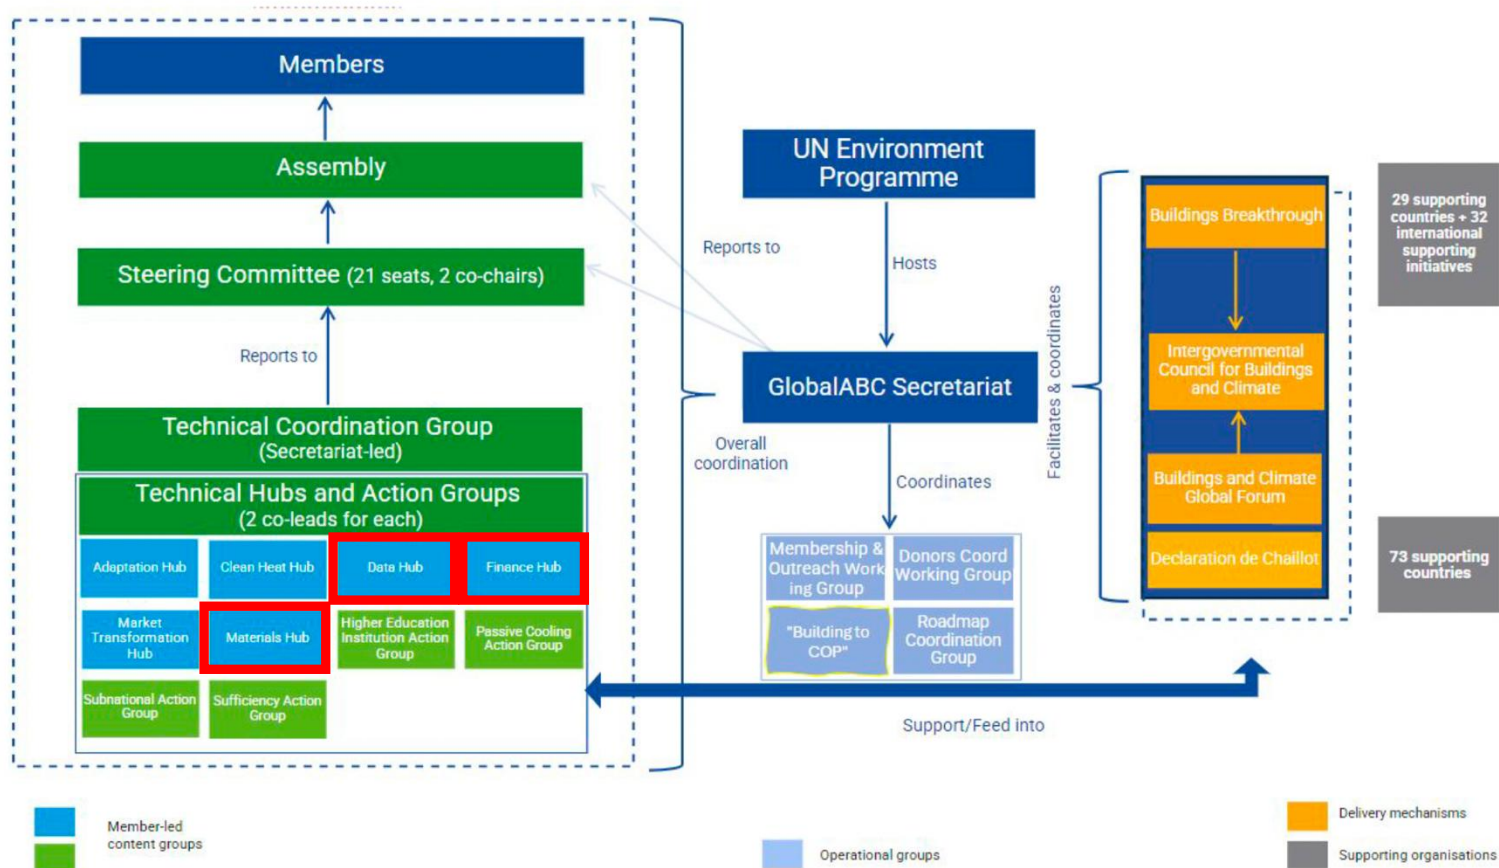 Members
Assembly
Steering Committee (21 seats, 2 co-chairs)
Reports to
Technical Coordination Group
(Secretariat-led)
Technical Hubs and Action Groups
(2 co-leads for each)
Adaptation Hub
Clean Heat Hub
Data Hub
Finance Hub
Market
Transformation
Hub
Materials Hub
Higher Education
Institution Action
Group
Passive Cooling
Action Group
Subnational Action
Group
Sufficiency Action
Group
UN Environment
Programme
Reports to
Hosts
GlobalABC Secretariat
Overall
coordination
Coordinates
Membership &
Outreach Work
ing Group
Donors Coord
Working Group
"Building to
COP"
Roadmap
Coordination
Group
Support/Feed into
Facilitates & coordinates
Buildings Breakthrough
Intergovernmental
Council for Buildings
and Climate
Buildings and Climate
Global Forum
Declaration de Chaillot
29 supporting
countries + 32
international
supporting
initiatives
73 supporting
countries
Member-led
content groups
Operational groups
Delivery mechanisms
Supporting organisations